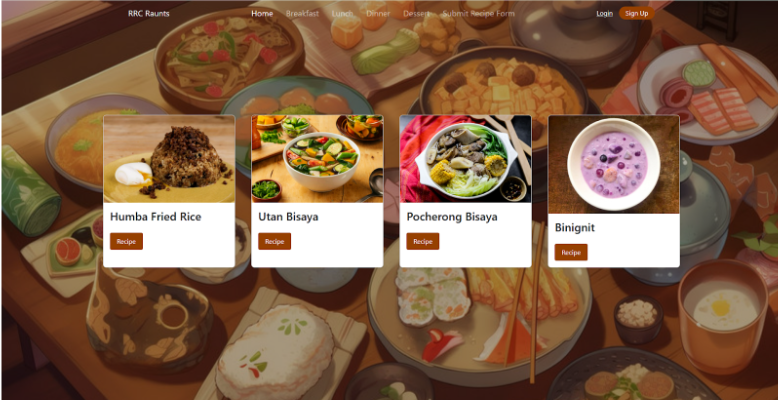 RRC Raunts Home Breakfast Lunch Dinner Dessert Submit Recipe Form Login Sign Up
Humba Fried Rice
Recipe
Utan Bisaya
Recipe
Pocherong Bisaya
Recipe
Binignit
Recipe